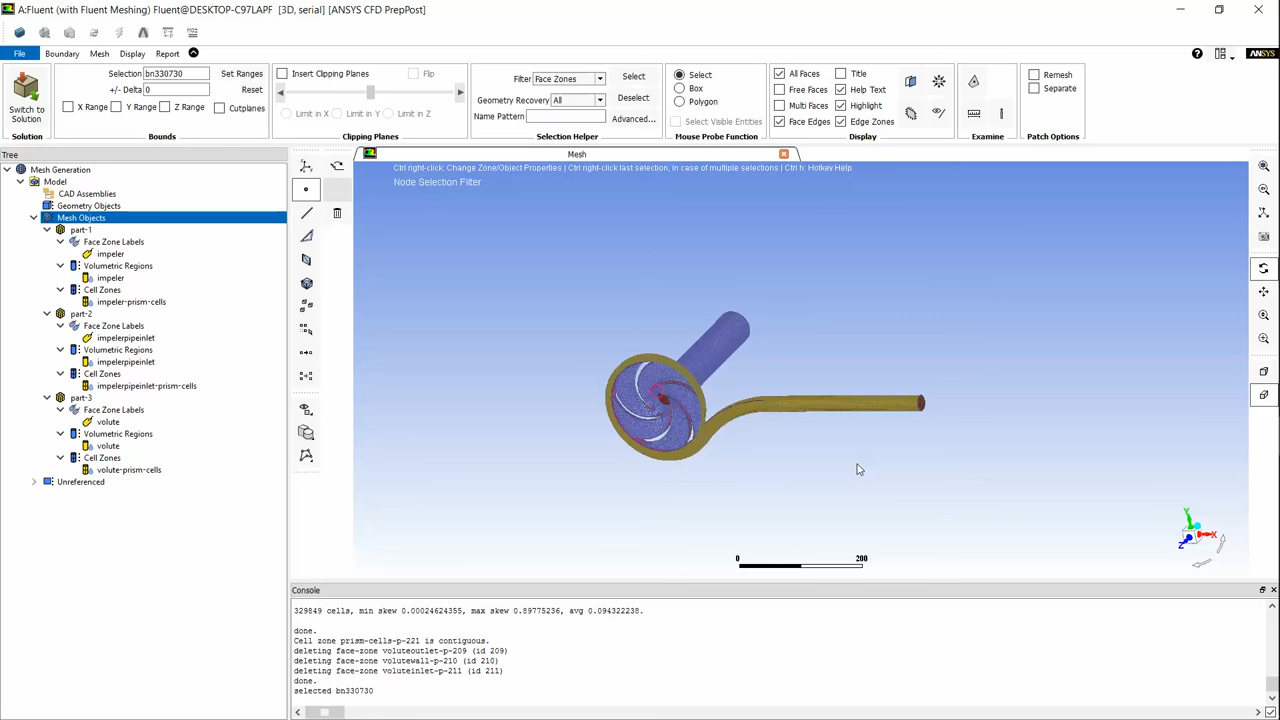 A:Fluent (with Fluent Meshing) Fluent@DESKTOP-C97LAPF [3D, serial] [ANSYS CFD PrepPost]
File Boundary Mesh Display Report
ANSYS
Selection bn330730 Set Ranges
+/- Delta 0 Reset
X Range Y Range Z Range Cutplanes
Bounds
Switch to
Solution
Solution
Insert Clipping Planes Flip
Limit in X Limit in Y Limit in Z
Clipping Planes
Filter Face Zones Select
Geometry Recovery All Deselect
Name Pattern Advanced...
Selection Helper
Select
Box
Polygon
Select Visible Entities
Mouse Probe Function
All Faces Title
Free Faces Help Text
Multi Faces Highlight
Face Edges Edge Zones
Display
Examine
Remesh
Separate
Patch Options
Tree
Mesh Generation
Model
CAD Assemblies
Geometry Objects
Mesh Objects
part-1
Face Zone Labels
impeler
Volumetric Regions
impeler
Cell Zones
impeler-prism-cells
part-2
Face Zone Labels
impelerpipeinlet
Volumetric Regions
impelerpipeinlet
Cell Zones
impelerpipeinlet-prism-cells
part-3
Face Zone Labels
volute
Volumetric Regions
volute
Cell Zones
volute-prism-cells
Unreferenced
Mesh
Ctrl right-click: Change Zone/Object Properties | Ctrl right-click last selection, in case of multiple selections | Ctrl h: Hotkey Help
Node Selection Filter
Y
X
Z
0 200
Console
329849 cells, min skew 0.00024624355, max skew 0.89775236, avg 0.094322238.
done.
Cell zone prism-cells-p-221 is contiguous.
deleting face-zone voluteoutlet-p-209 (id 209)
deleting face-zone volutewall-p-210 (id 210)
deleting face-zone voluteinlet-p-211 (id 211)
done.
selected bn330730